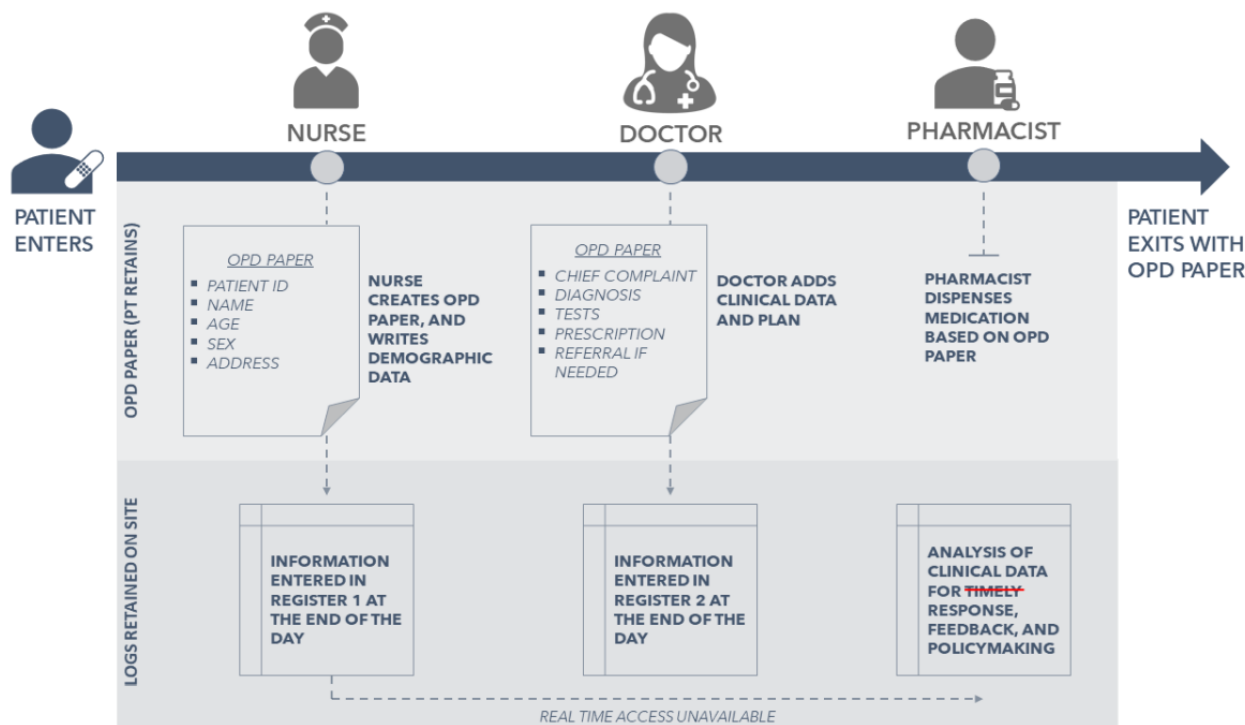 NURSE
DOCTOR
PHARMACIST
PATIENT
ENTERS
PATIENT
EXITS WITH
OPD PAPER
OPD PAPER (PT RETAINS)
OPD PAPER
▪ PATIENT ID
▪ NAME
▪ AGE
▪ SEX
▪ ADDRESS
NURSE
CREATES OPD
PAPER, AND
WRITES
DEMOGRAPHIC
DATA
OPD PAPER
▪ CHIEF COMPLAINT
▪ DIAGNOSIS
▪ TESTS
▪ PRESCRIPTION
▪ REFERRAL IF
NEEDED
DOCTOR ADDS
CLINICAL DATA
AND PLAN
PHARMACIST
DISPENSES
MEDICATION
BASED ON OPD
PAPER
LOGS RETAINED ON SITE
INFORMATION
ENTERED IN
REGISTER 1 AT
THE END OF THE
DAY
INFORMATION
ENTERED IN
REGISTER 2 AT
THE END OF THE
DAY
ANALYSIS OF
CLINICAL DATA
FOR TIMELY
RESPONSE,
FEEDBACK, AND
POLICYMAKING
REAL TIME ACCESS UNAVAILABLE